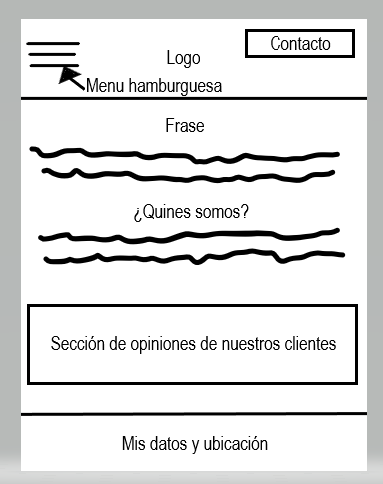 Contacto
Logo
Menu hamburguesa
Frase
¿Quines somos?
Sección de opiniones de nuestros clientes
Mis datos y ubicación